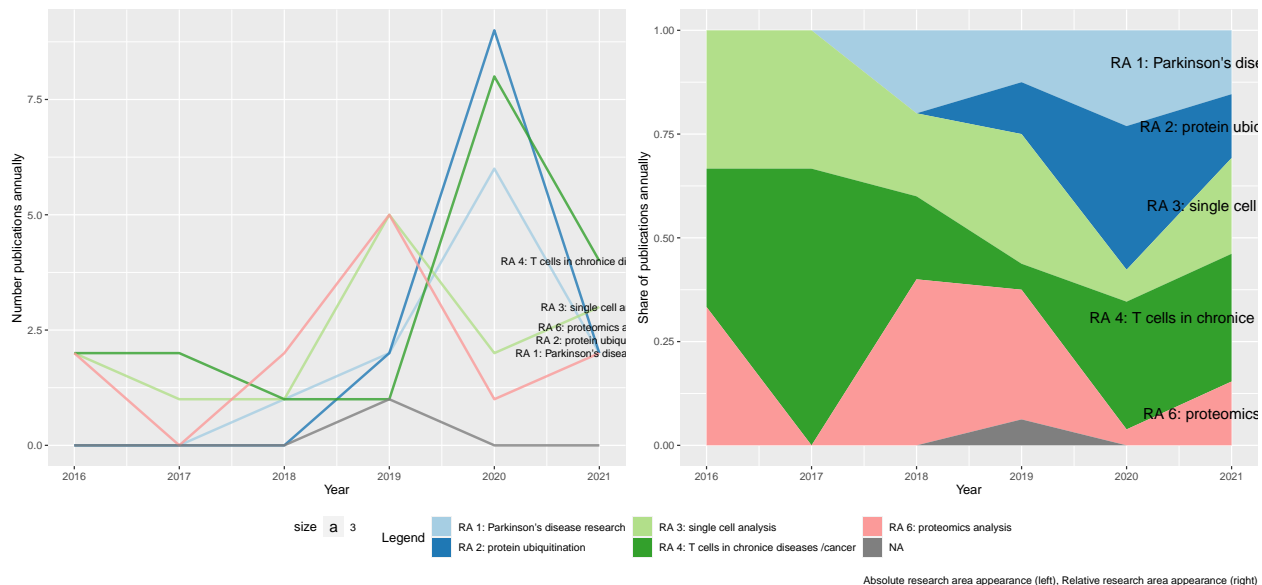 Number publications annually
7.5
5.0
2.5
0.0
2016 2017 2018 2019 2020 2021
Year
RA 4: T cells in chronice di
RA 3: single cell a
RA 6: proteomics a
RA 2: protein ubiqu
RA 1: Parkinson's disea
Share of publications annually
1.00
0.75
0.50
0.25
0.00
2016 2017 2018 2019 2020 2021
Year
RA 1: Parkinson's dise
RA 2: protein ubic
RA 3: single cell
RA 4: T cells in chronice
RA 6: proteomics
size a 3
Legend
RA 1: Parkinson's disease research
RA 2: protein ubiquitination
RA 3: single cell analysis
RA 4: T cells in chronice diseases /cancer
RA 6: proteomics analysis
NA
Absolute research area appearance (left), Relative research area appearance (right)